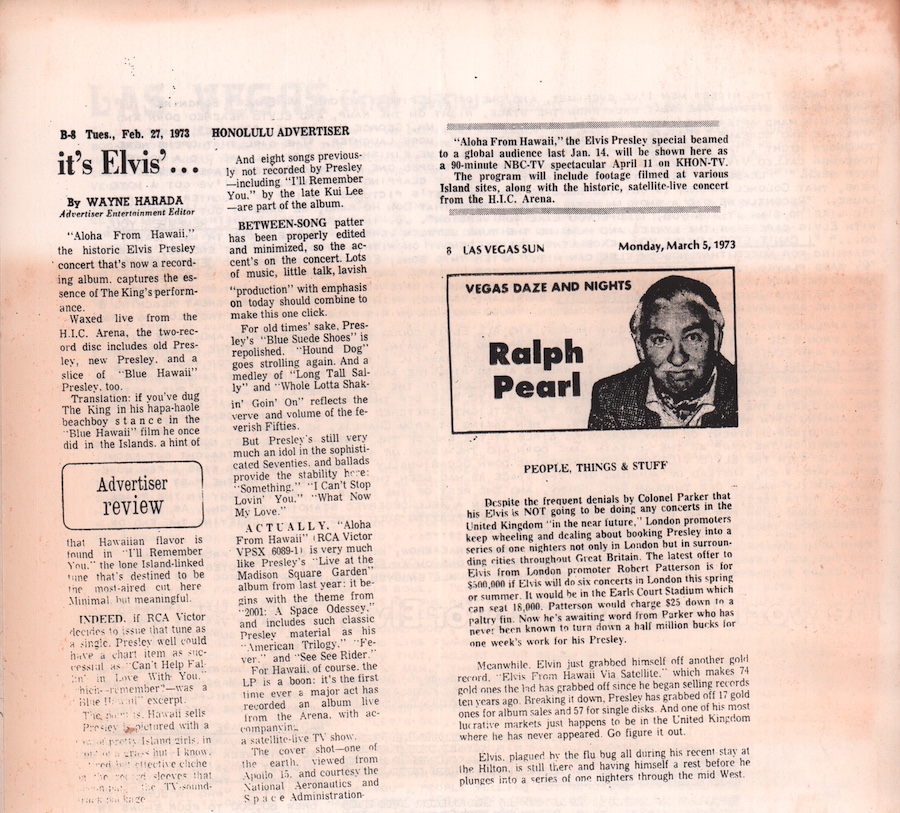 B-8 Tues., Feb. 27, 1973 HONOLULU ADVERTISER
it's Elvis' ...
By WAYNE HARADA
Advertiser Entertainment Editor
"Aloha From Hawaii,"
the historic Elvis Presley
concert that's now a record-
ing album, captures the es-
sence of The King's perform-
ance.
Waxed live from the
H.I.C. Arena, the two-rec-
ord disc includes old Pres-
ley, new Presley, and a
slice of "Blue Hawaii"
Presley, too.
Translation: if you've dug
The King in his hapa-haole
beachboy stance in the
"Blue Hawaii" film he once
did in the Islands, a hint of
Advertiser
review
that Hawaiian flavor is
found in "I'll Remember
You," the lone Island-linked
tune that's destined to be
the most-aired cut here
Minimal, but meaningful.
INDEED, if RCA Victor
decides to issue that tune as
a single, Presley well could
have a chart item as suc-
cessful as "Can't Help Fal-
lin' in Love With You,"
which—remember?—was a
"Blue Hawaii" excerpt.
The point is, Hawaii sells
Presley pictured with a
pretty Island girls, in
a grass hut I know,
but effective cliche
sleeves that
the TV-sound-
And eight songs previous-
ly not recorded by Presley
—including "I'll Remember
You," by the late Kui Lee
—are part of the album.
BETWEEN-SONG patter
has been properly edited
and minimized, so the ac-
cent's on the concert. Lots
of music, little talk, lavish
"production" with emphasis
on today should combine to
make this one click.
For old times' sake, Pres-
ley's "Blue Suede Shoes" is
repolished. "Hound Dog"
goes strolling again. And a
medley of "Long Tall Sal-
ly" and "Whole Lotta Shak-
in' Goin' On" reflects the
verve and volume of the fe-
verish Fifties.
But Presley's still very
much an idol in the sophisti-
cated Seventies, and ballads
provide the stability here:
"Something," "I Can't Stop
Lovin' You," "What Now
My Love."
ACTUALLY, "Aloha
From Hawaii" (RCA Victor
VPSX 6089-1) is very much
like Presley's "Live at the
Madison Square Garden"
album from last year: it be-
gins with the theme from
"2001: A Space Odessey,"
and includes such classic
Presley material as his
"American Trilogy," "Fe-
ver," and "See See Rider."
For Hawaii, of course, the
LP is a boon: it's the first
time ever a major act has
recorded an album live
from the Arena, with ac-
companying
a satellite-live TV show.
The cover shot—one of
the earth, viewed from
Apollo 15, and courtesy the
National Aeronautics and
Space Administration
"Aloha From Hawaii," the Elvis Presley special beamed
to a global audience last Jan. 14, will be shown here as
a 90-minute NBC-TV spectacular April 11 on KHON-TV.
The program will include footage filmed at various
Island sites, along with the historic, satellite-live concert
from the H.I.C. Arena.
8 LAS VEGAS SUN Monday, March 5, 1973
VEGAS DAZE AND NIGHTS
Ralph
Pearl
PEOPLE, THINGS & STUFF
Despite the frequent denials by Colonel Parker that
his Elvis is NOT going to be doing any concerts in the
United Kingdom "in the near future," London promoters
keep wheeling and dealing about booking Presley into a
series of one nighters not only in London but in surroun-
ding cities throughout Great Britain. The latest offer to
Elvis from London promoter Robert Patterson is for
$500,000 if Elvis will do six concerts in London this spring
or summer. It would be in the Earls Court Stadium which
can seat 18,000. Patterson would charge $25 down to a
paltry fin. Now he's awaiting word from Parker who has
never been known to turn down a half million bucks for
one week's work for his Presley.
Meanwhile, Elvin just grabbed himself off another gold
record, "Elvis From Hawaii Via Satellite," which makes 74
gold ones the lad has grabbed off since he began selling records
ten years ago. Breaking it down, Presley has grabbed off 17 gold
ones for album sales and 57 for single disks. And one of his most
lucrative markets just happens to be in the United Kingdom
where he has never appeared. Go figure it out.
Elvis, plagued by the flu bug all during his recent stay at
the Hilton, is still there and having himself a rest before he
plunges into a series of one nighters through the mid West.